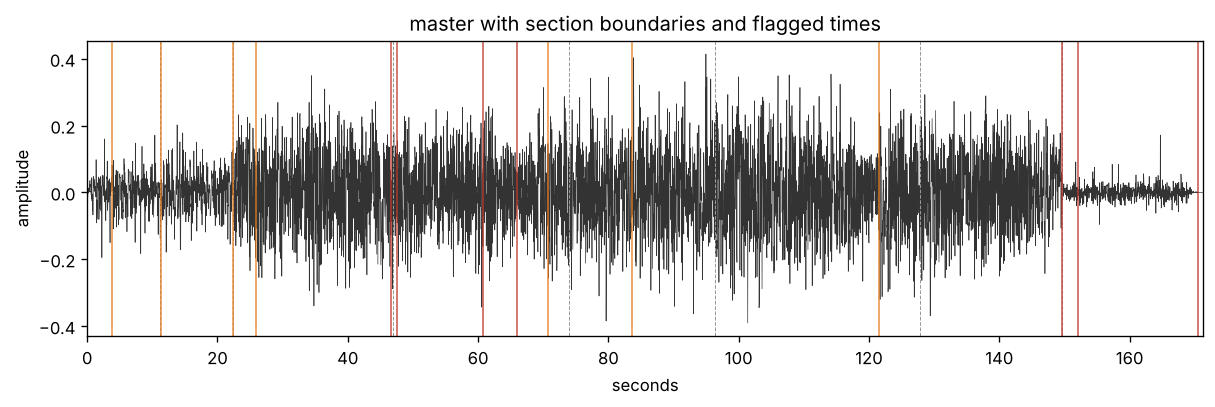 master with section boundaries and flagged times
0.4
0.2
0.0
−0.2
−0.4
amplitude
0 20 40 60 80 100 120 140 160
seconds